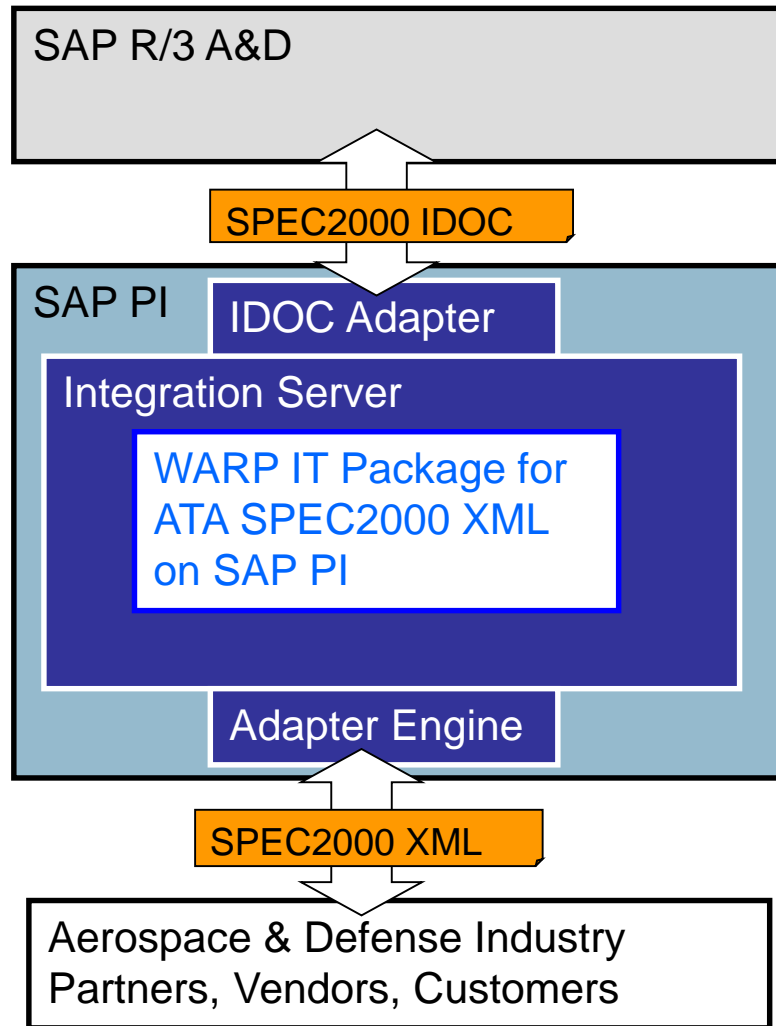 SAP R/3 A&D
SPEC2000 IDOC
SAP PI
IDOC Adapter
Integration Server
WARP IT Package for
ATA SPEC2000 XML
on SAP PI
Adapter Engine
SPEC2000 XML
Aerospace & Defense Industry
Partners, Vendors, Customers